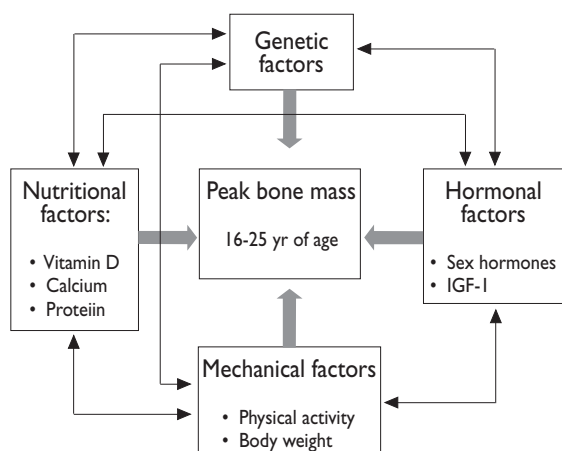 Genetic
factors
Nutritional
factors:
• Vitamin D
• Calcium
• Proteiin
Peak bone mass
16-25 yr of age
Hormonal
factors
• Sex hormones
• IGF-1
Mechanical factors
• Physical activity
• Body weight